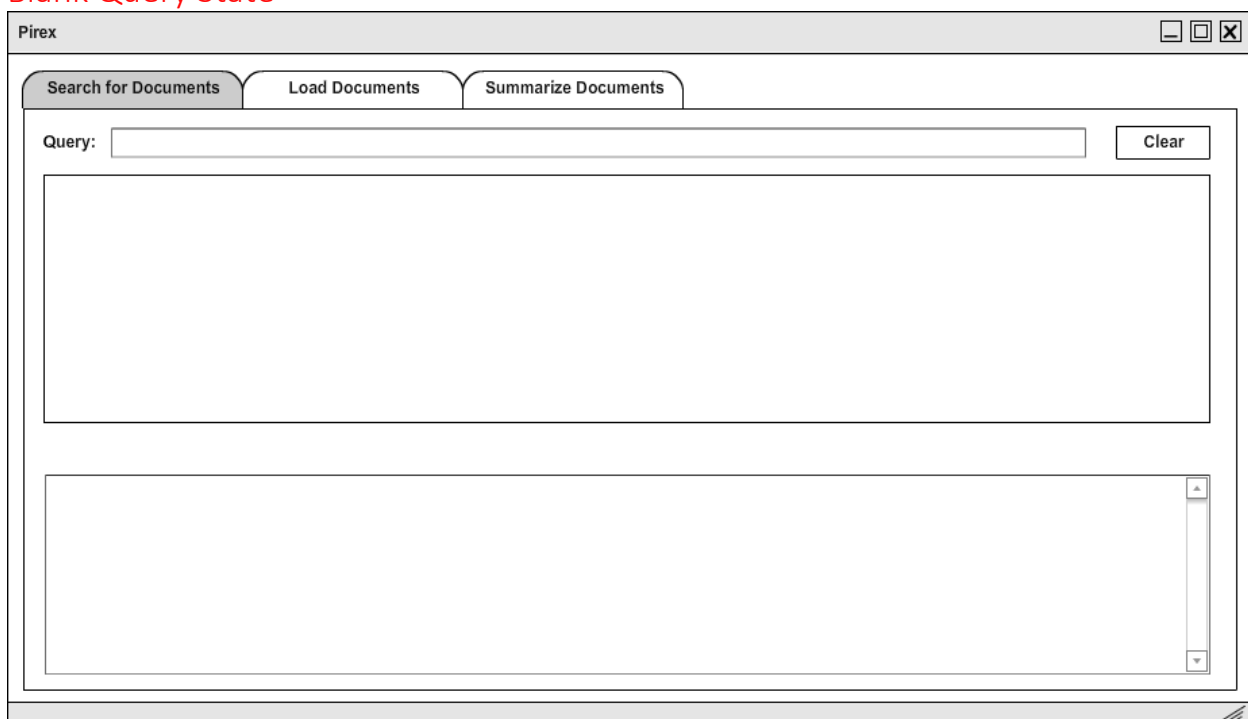 Blank Query State
Pirex
Search for Documents Load Documents Summarize Documents
Query: Clear